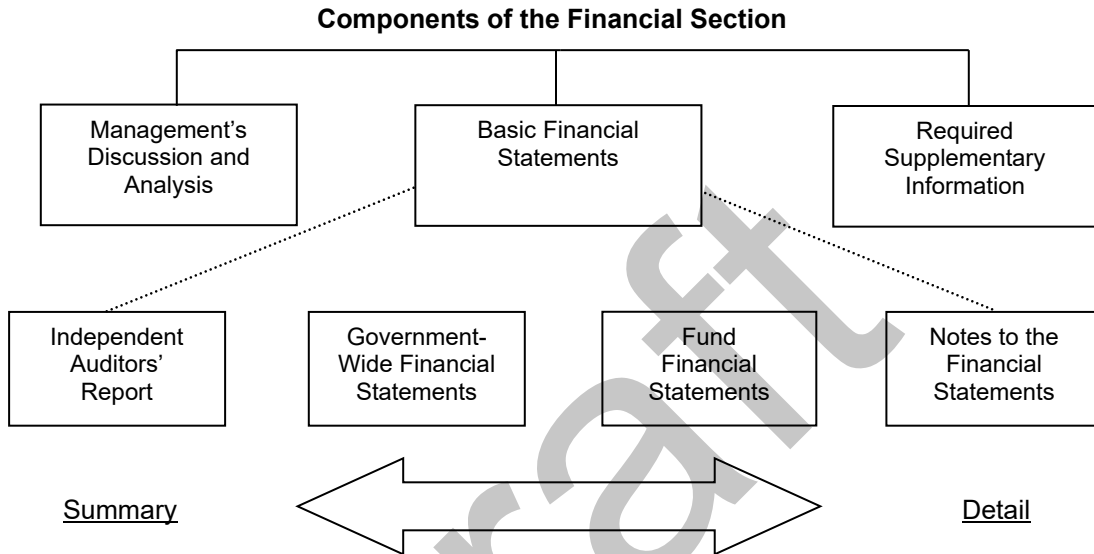 Components of the Financial Section
Management’s
Discussion and
Analysis
Basic Financial
Statements
Required
Supplementary
Information
Independent
Auditors’
Report
Government-
Wide Financial
Statements
Fund
Financial
Statements
Notes to the
Financial
Statements
Summary
Detail